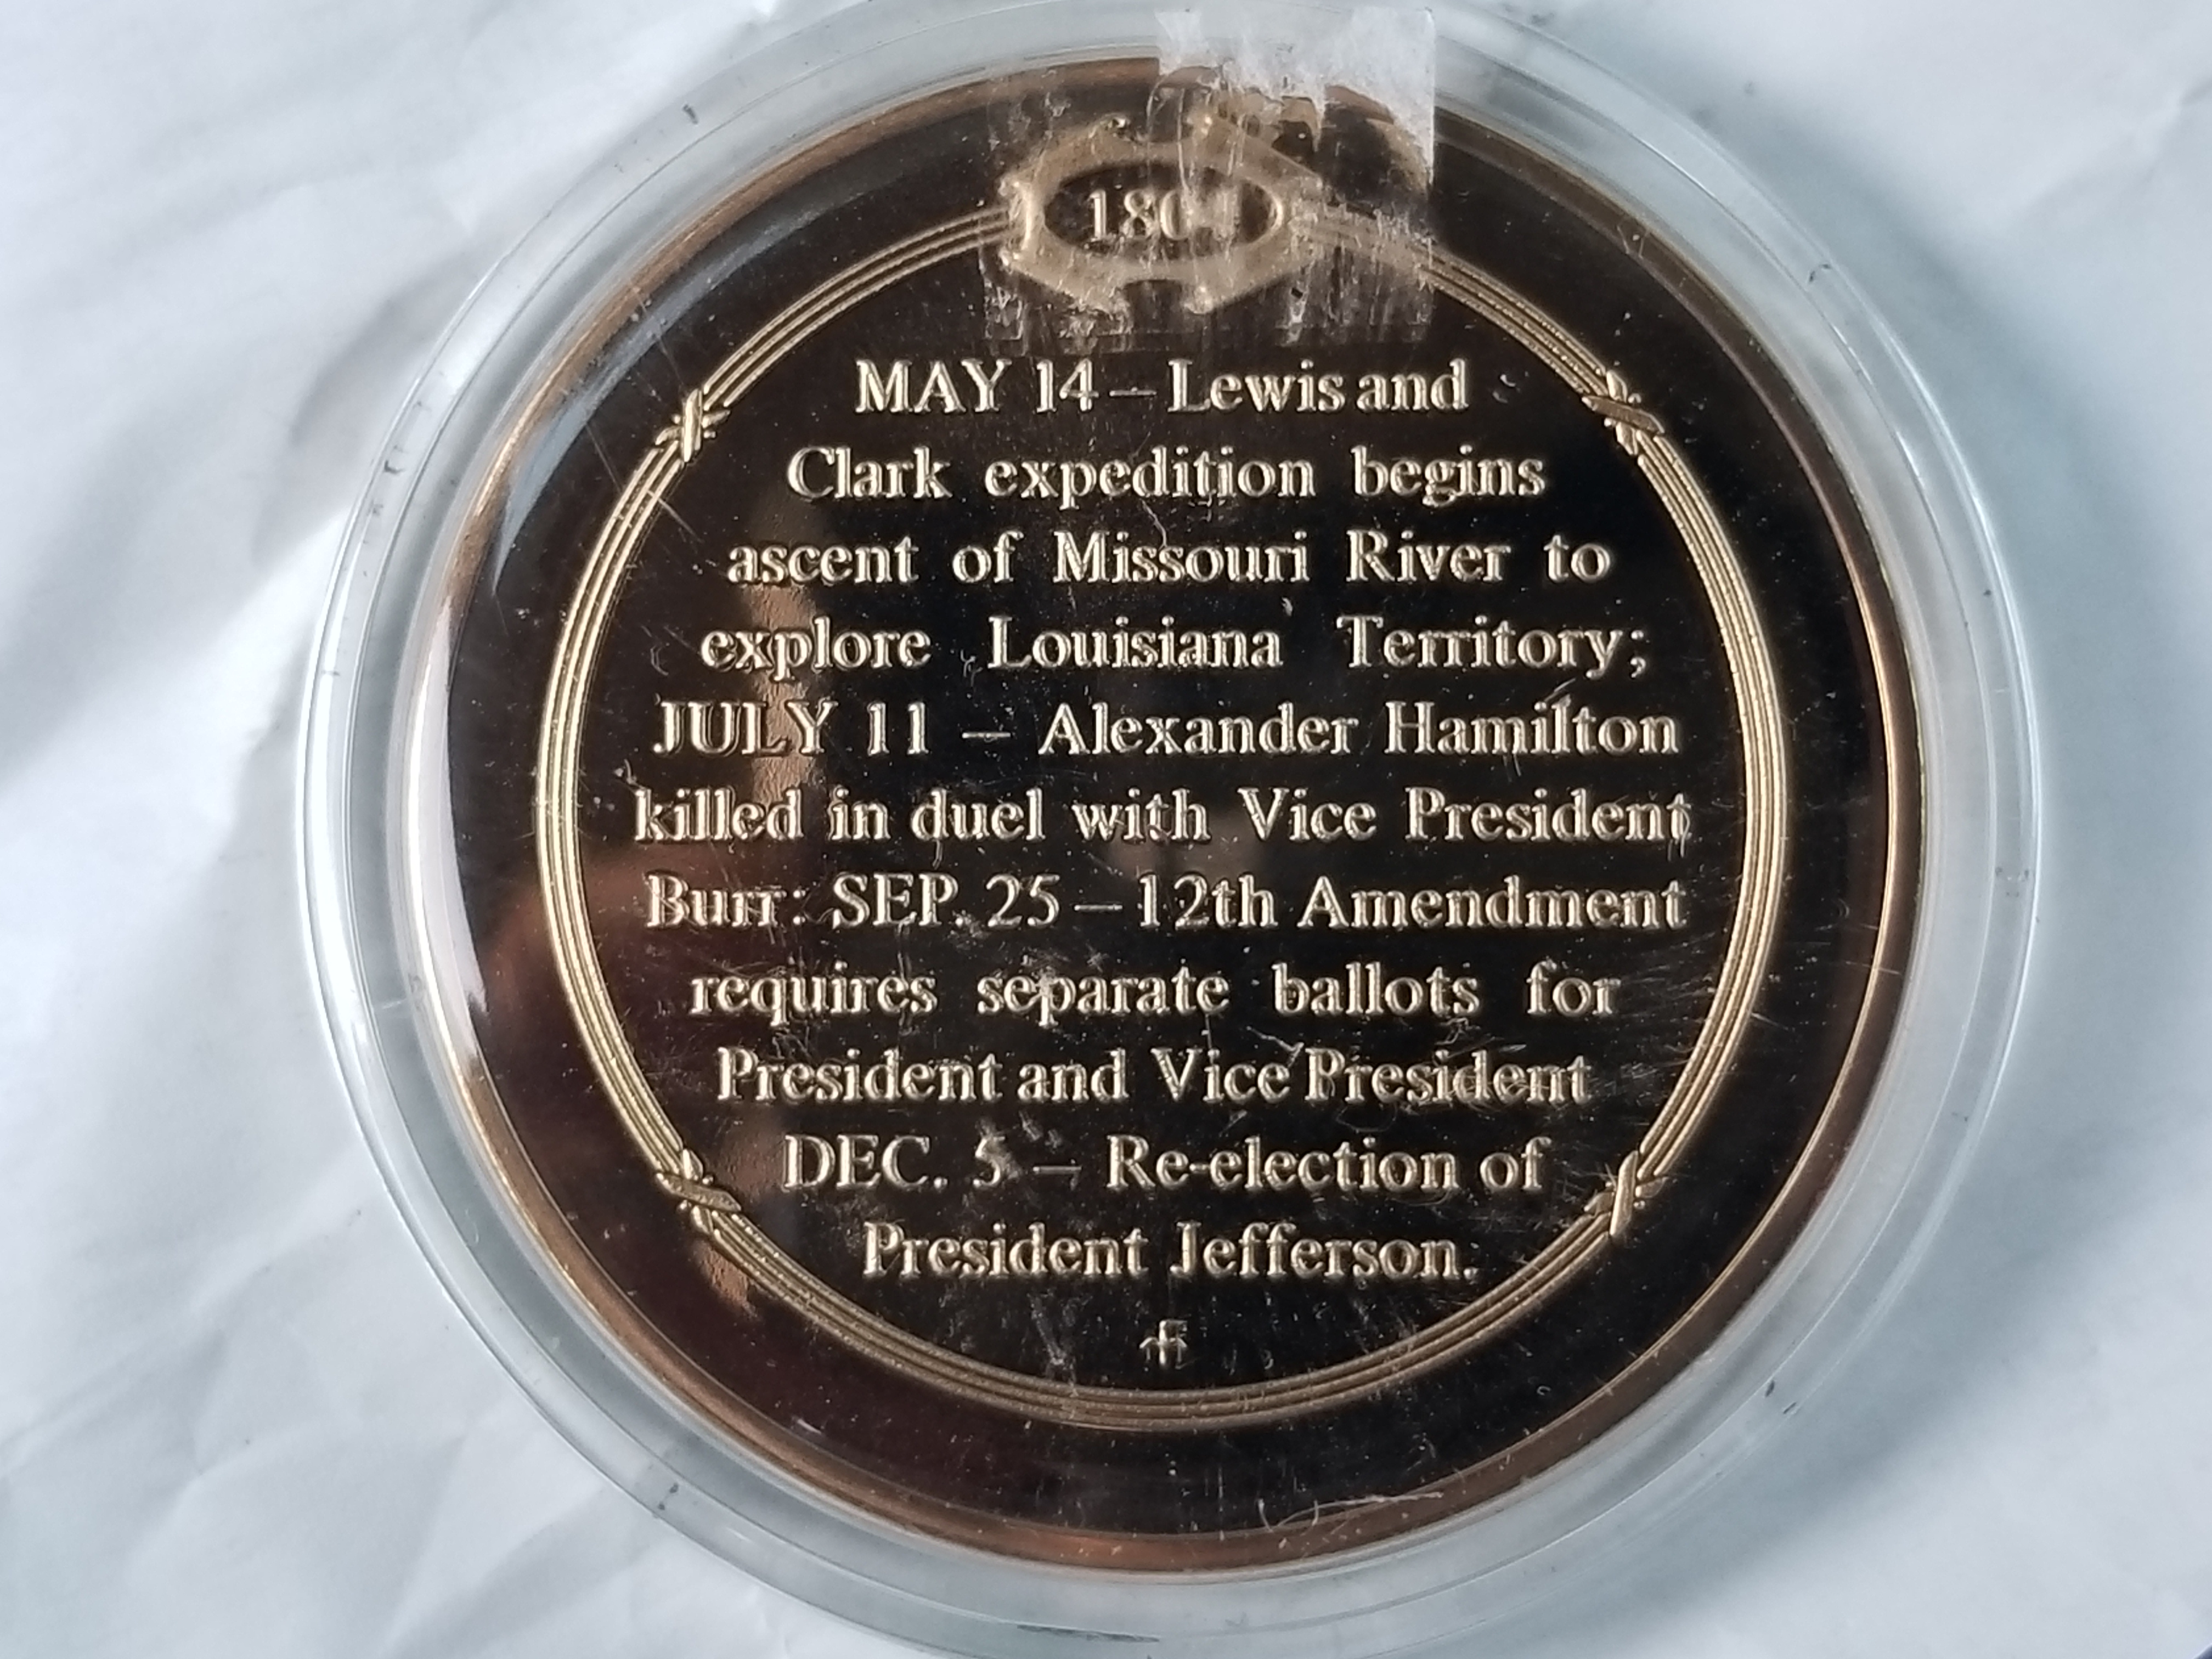 1804
MAY 14 – Lewis and
Clark expedition begins
ascent of Missouri River to
explore Louisiana Territory;
JULY 11 – Alexander Hamilton
killed in duel with Vice President
Burr: SEP. 25 – 12th Amendment
requires separate ballots for
President and Vice President
DEC. 5 – Re-election of
President Jefferson.